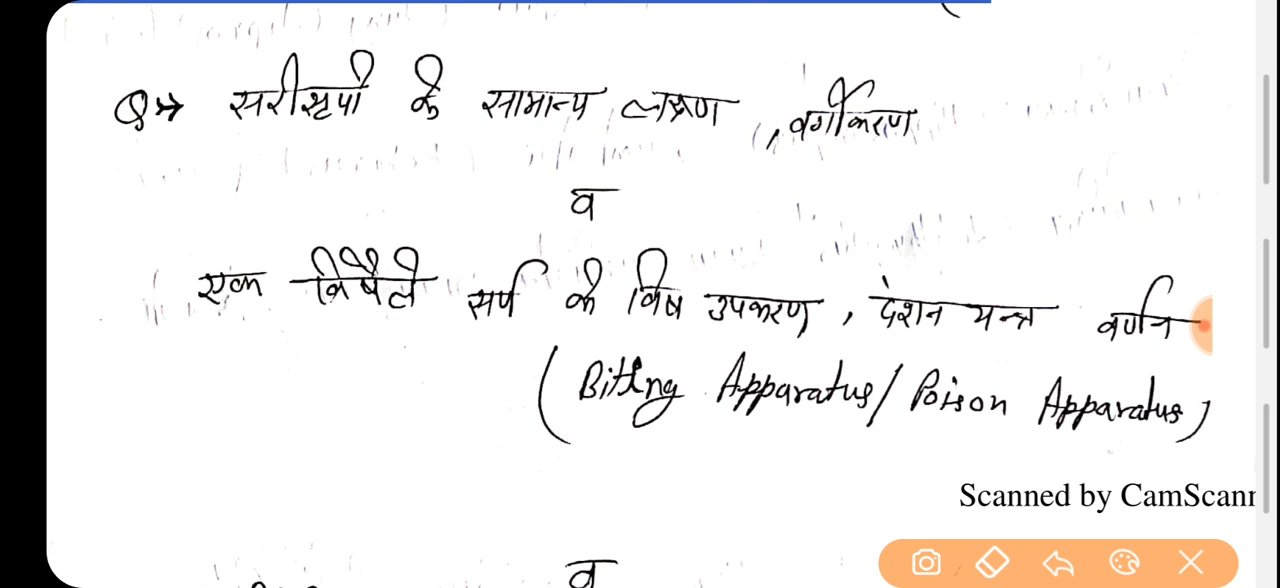 Q→ सरीसृपों के सामान्य लक्षण, वर्गीकरण
व
एक विषैले सर्प के विष उपकरण, दंशन यन्त्र वर्णन
(Biting Apparatus/Poison Apparatus)
Scanned by CamScann
व